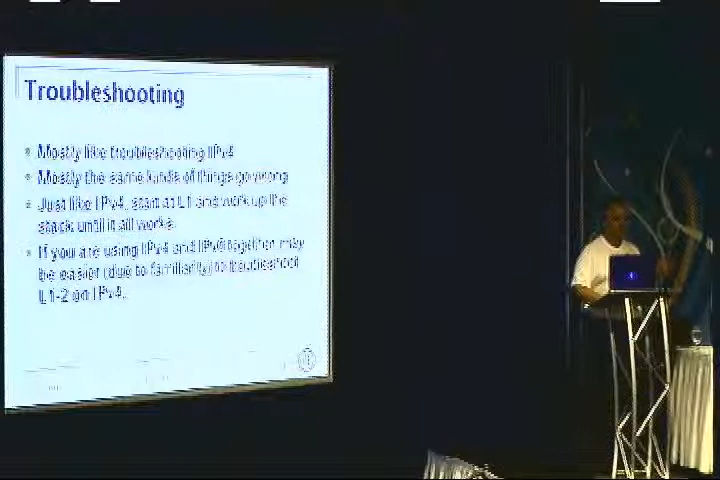 Troubleshooting
Mostly like troubleshooting IPv4
Mostly the same kinds of things go wrong
Just like IPv4, start at L1 and work up the
stack until it all works.
If you are using IPv4 and IPv6 together may
be easier (due to familiarity) to troubleshoot
L1-2 on IPv4.